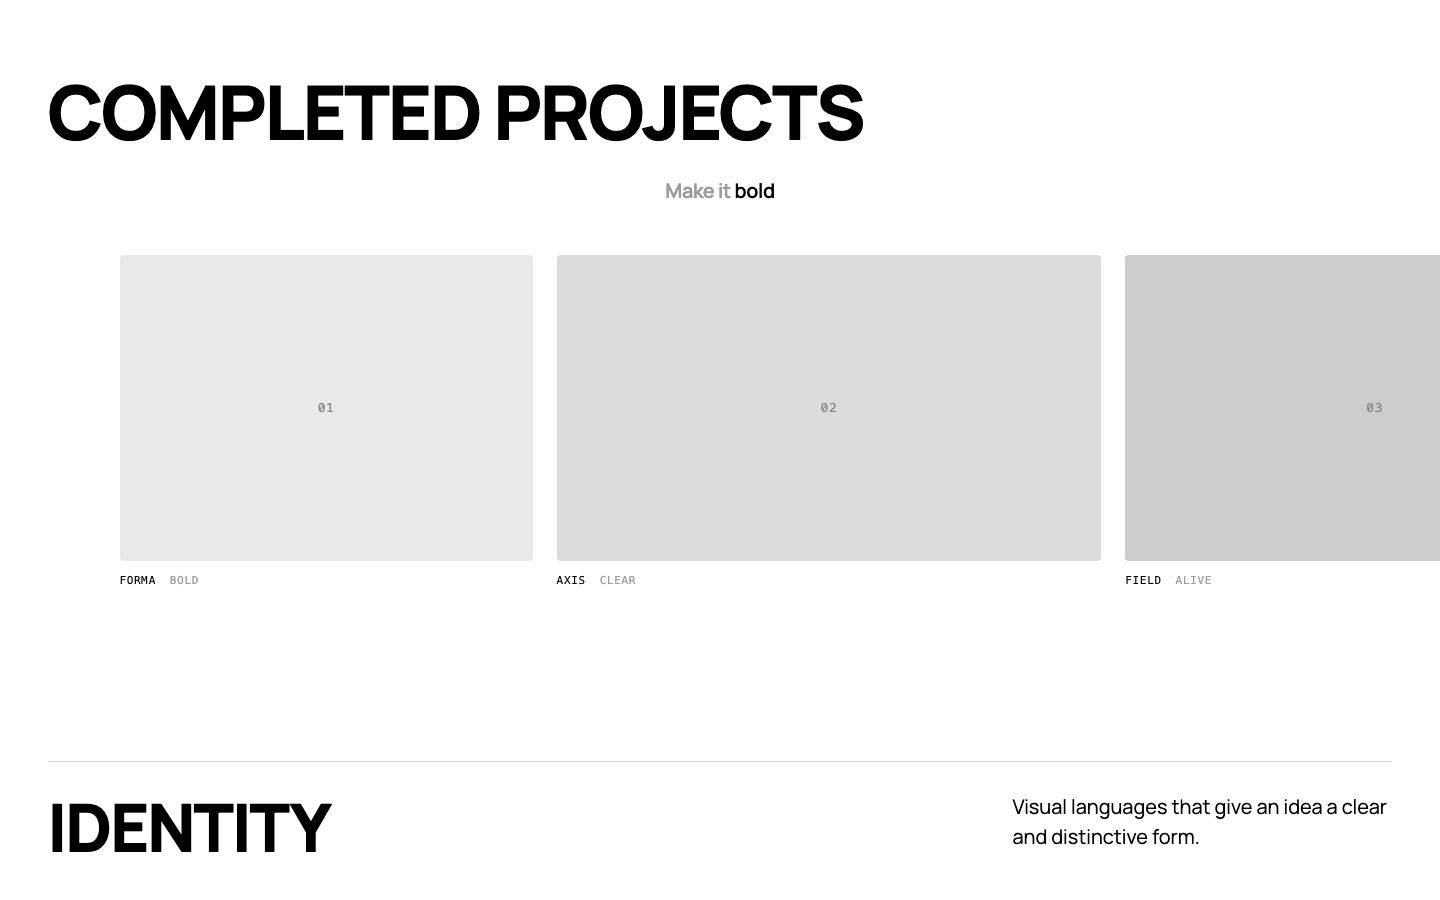 COMPLETED PROJECTS
Make it bold
01
02
03
FORMA BOLD
AXIS CLEAR
FIELD ALIVE
IDENTITY
Visual languages that give an idea a clear
and distinctive form.